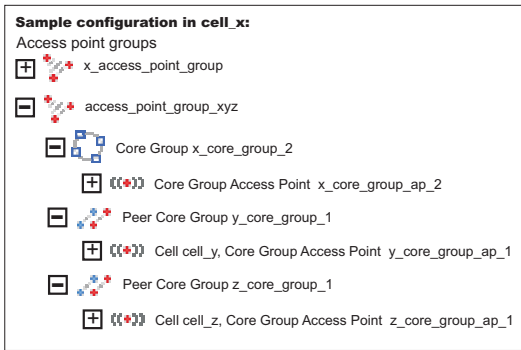 Sample configuration in cell_x:
Access point groups
x_access_point_group
access_point_group_xyz
Core Group x_core_group_2
Core Group Access Point x_core_group_ap_2
Peer Core Group y_core_group_1
Cell cell_y, Core Group Access Point y_core_group_ap_1
Peer Core Group z_core_group_1
Cell cell_z, Core Group Access Point z_core_group_ap_1